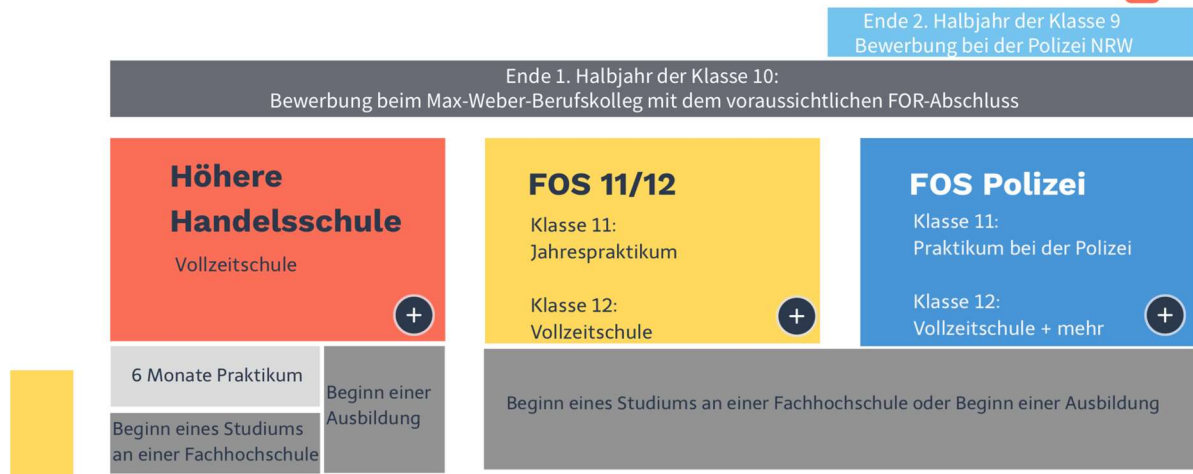 Ende 2. Halbjahr der Klasse 9
Bewerbung bei der Polizei NRW
Ende 1. Halbjahr der Klasse 10:
Bewerbung beim Max-Weber-Berufskolleg mit dem voraussichtlichen FOR-Abschluss
Höhere
Handelsschule
Vollzeitschule
+
FOS 11/12
Klasse 11:
Jahrespraktikum
Klasse 12:
Vollzeitschule
+
FOS Polizei
Klasse 11:
Praktikum bei der Polizei
Klasse 12:
Vollzeitschule + mehr
+
6 Monate Praktikum
Beginn eines Studiums
an einer Fachhochschule
Beginn einer
Ausbildung
Beginn eines Studiums an einer Fachhochschule oder Beginn einer Ausbildung